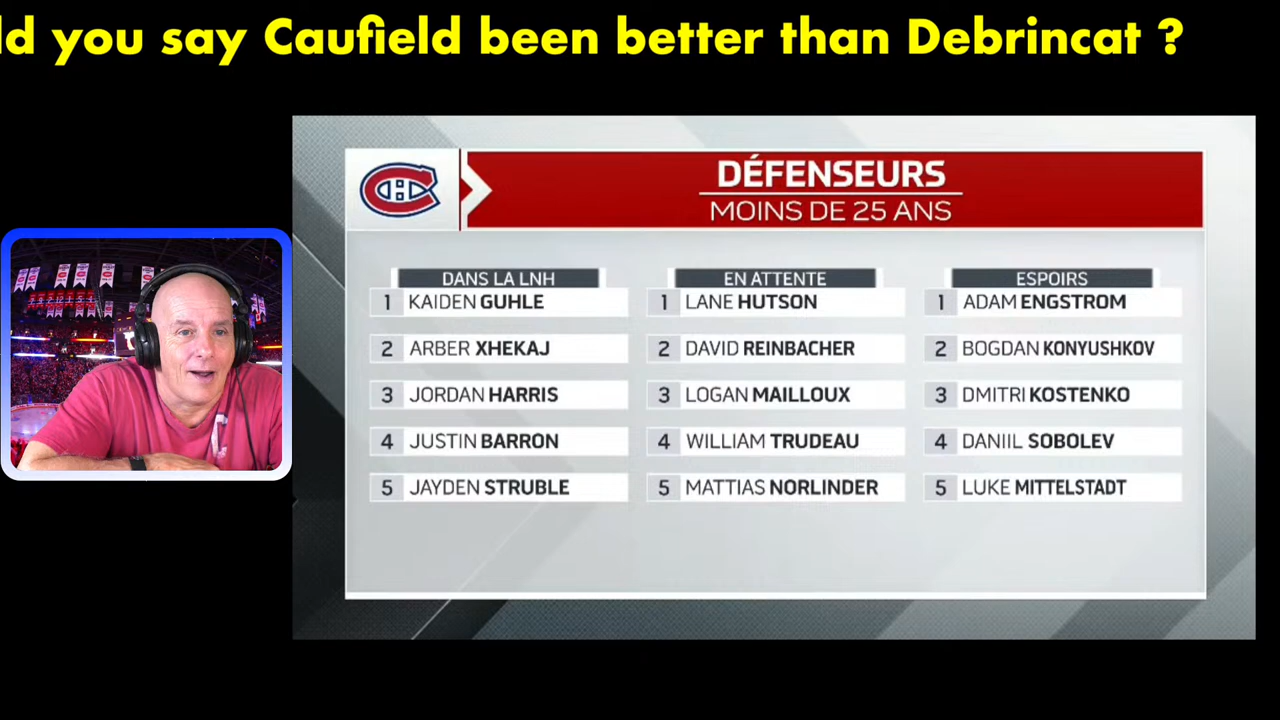 ld you say Caufield been better than Debrincat ?
DÉFENSEURS
MOINS DE 25 ANS
DANS LA LNH
1 KAIDEN GUHLE
2 ARBER XHEKAJ
3 JORDAN HARRIS
4 JUSTIN BARRON
5 JAYDEN STRUBLE
EN ATTENTE
1 LANE HUTSON
2 DAVID REINBACHER
3 LOGAN MAILLOUX
4 WILLIAM TRUDEAU
5 MATTIAS NORLINDER
ESPOIRS
1 ADAM ENGSTROM
2 BOGDAN KONYUSHKOV
3 DMITRI KOSTENKO
4 DANIIL SOBOLEV
5 LUKE MITTELSTADT